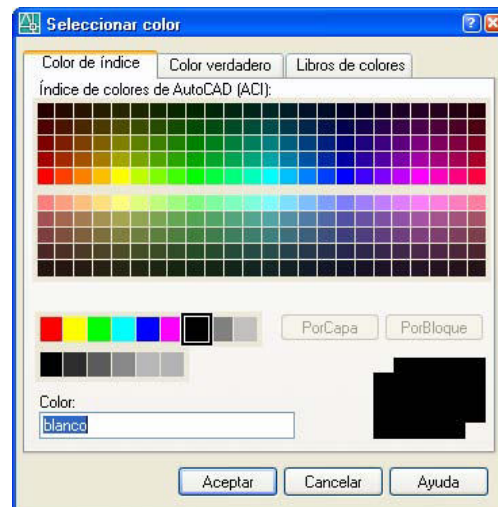 Seleccionar color
Color de índice Color verdadero Libros de colores
Índice de colores de AutoCAD (ACI):
PorCapa PorBloque
Color:
blanco
Aceptar Cancelar Ayuda